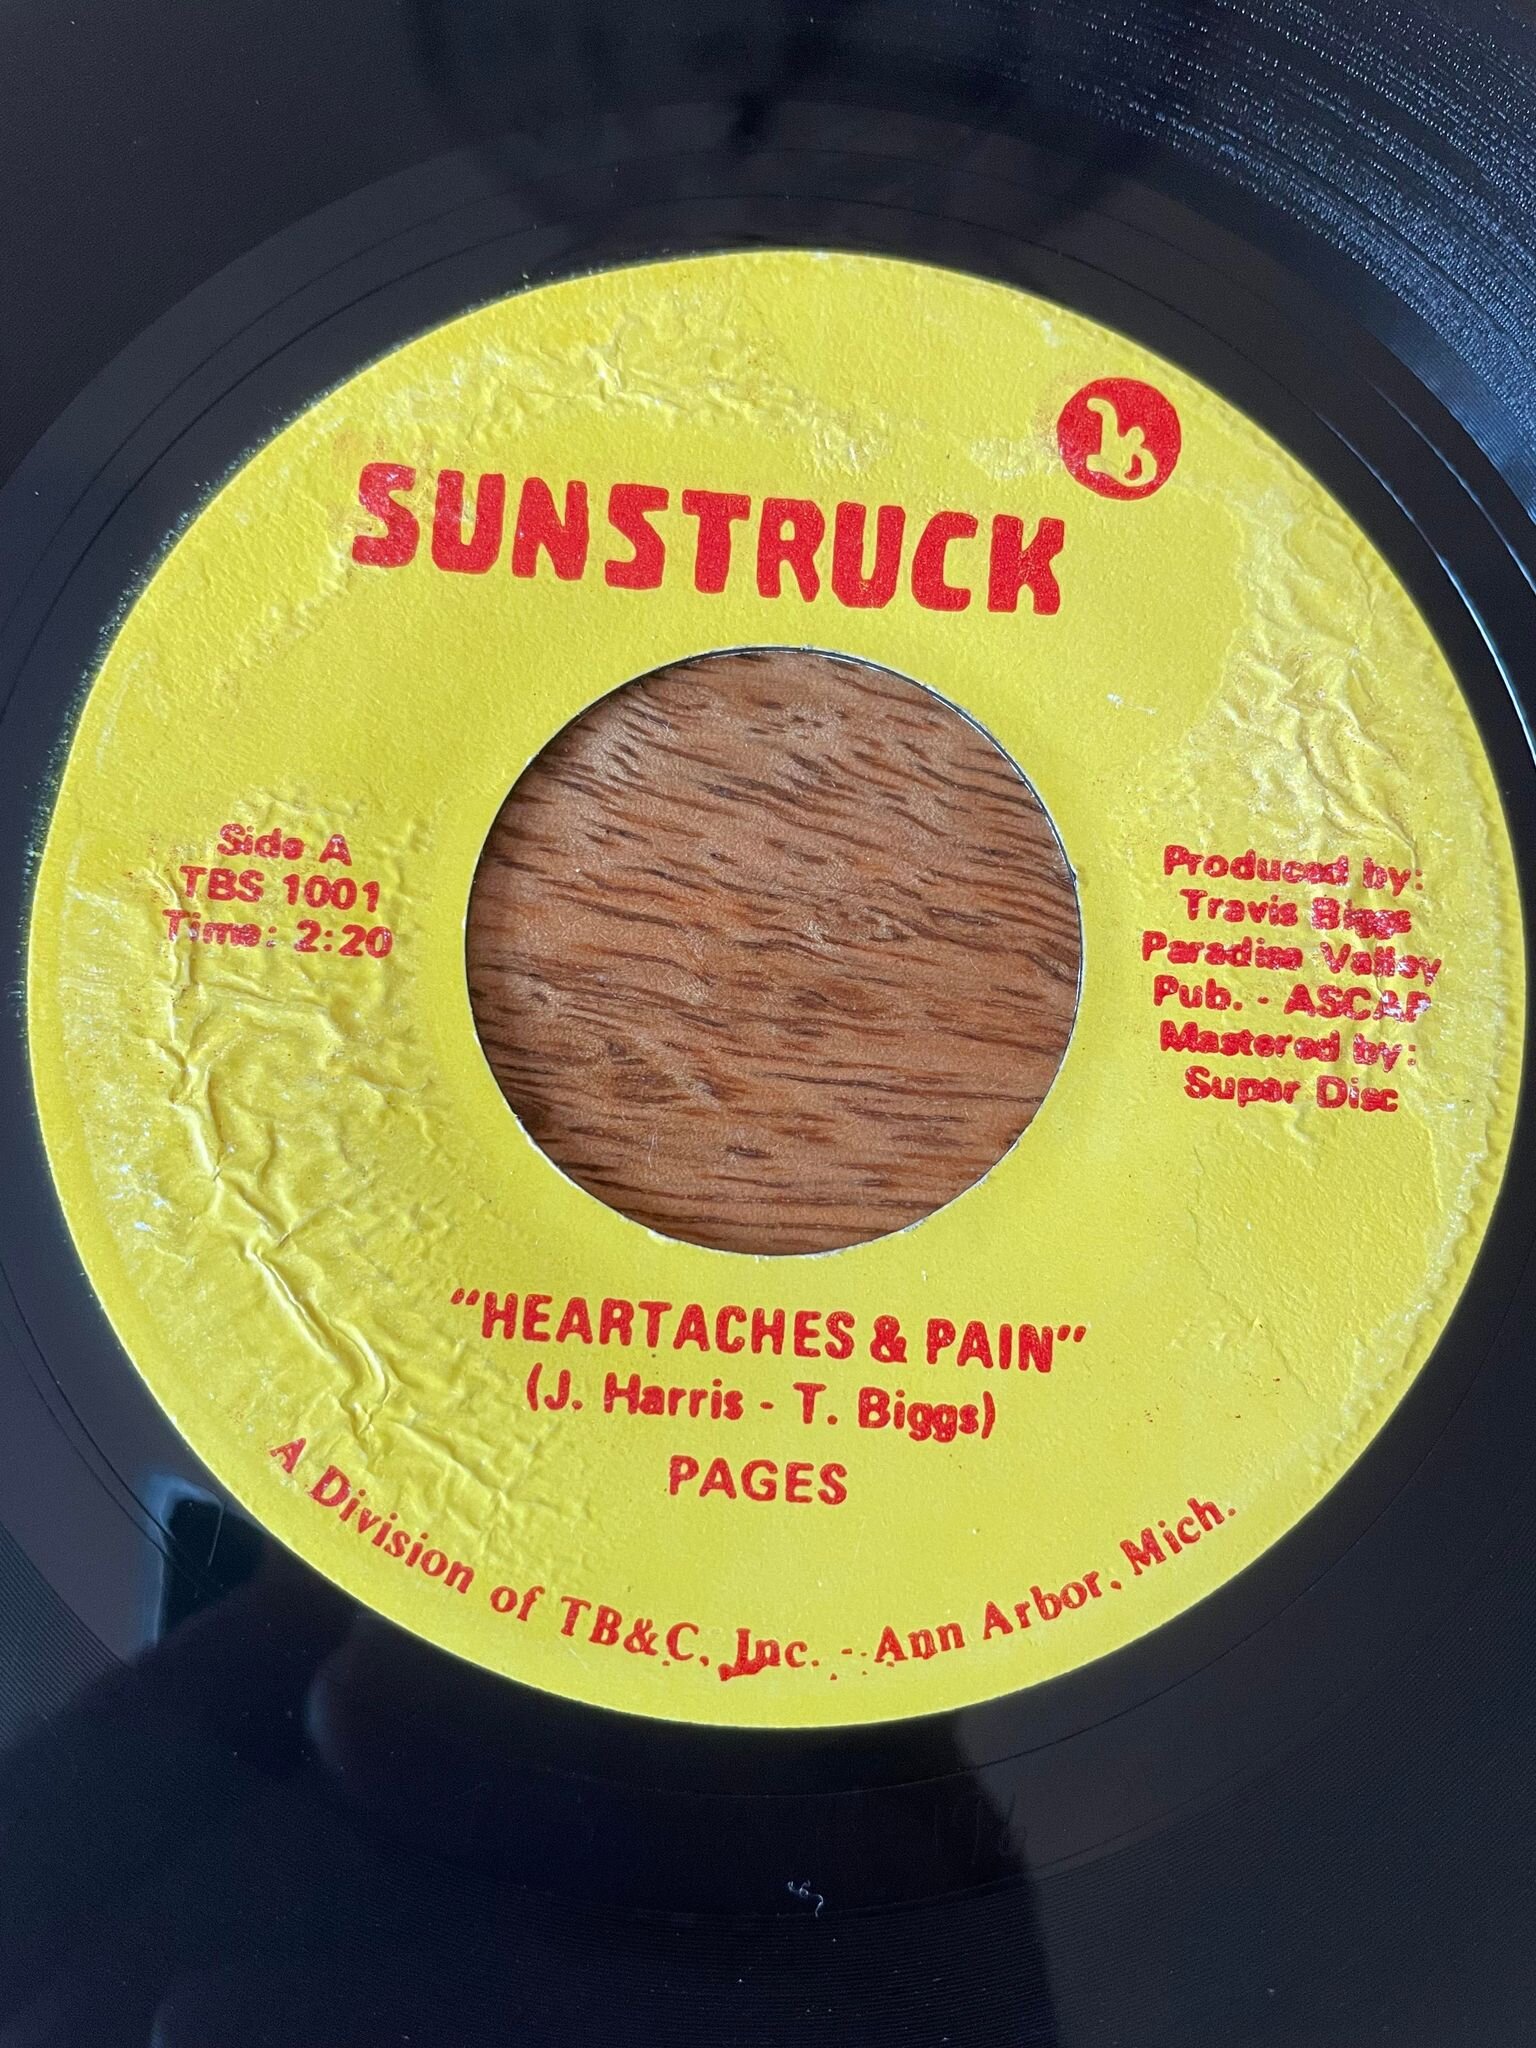 SUNSTRUCK
Side A
TBS 1001
Time: 2:20
Produced by:
Travis Biggs
Paradise Valley
Pub. - ASCAP
Mastered by:
Super Disc
"HEARTACHES & PAIN"
(J. Harris - T. Biggs)
PAGES
A Division of TB&C, Inc. - Ann Arbor, Mich.